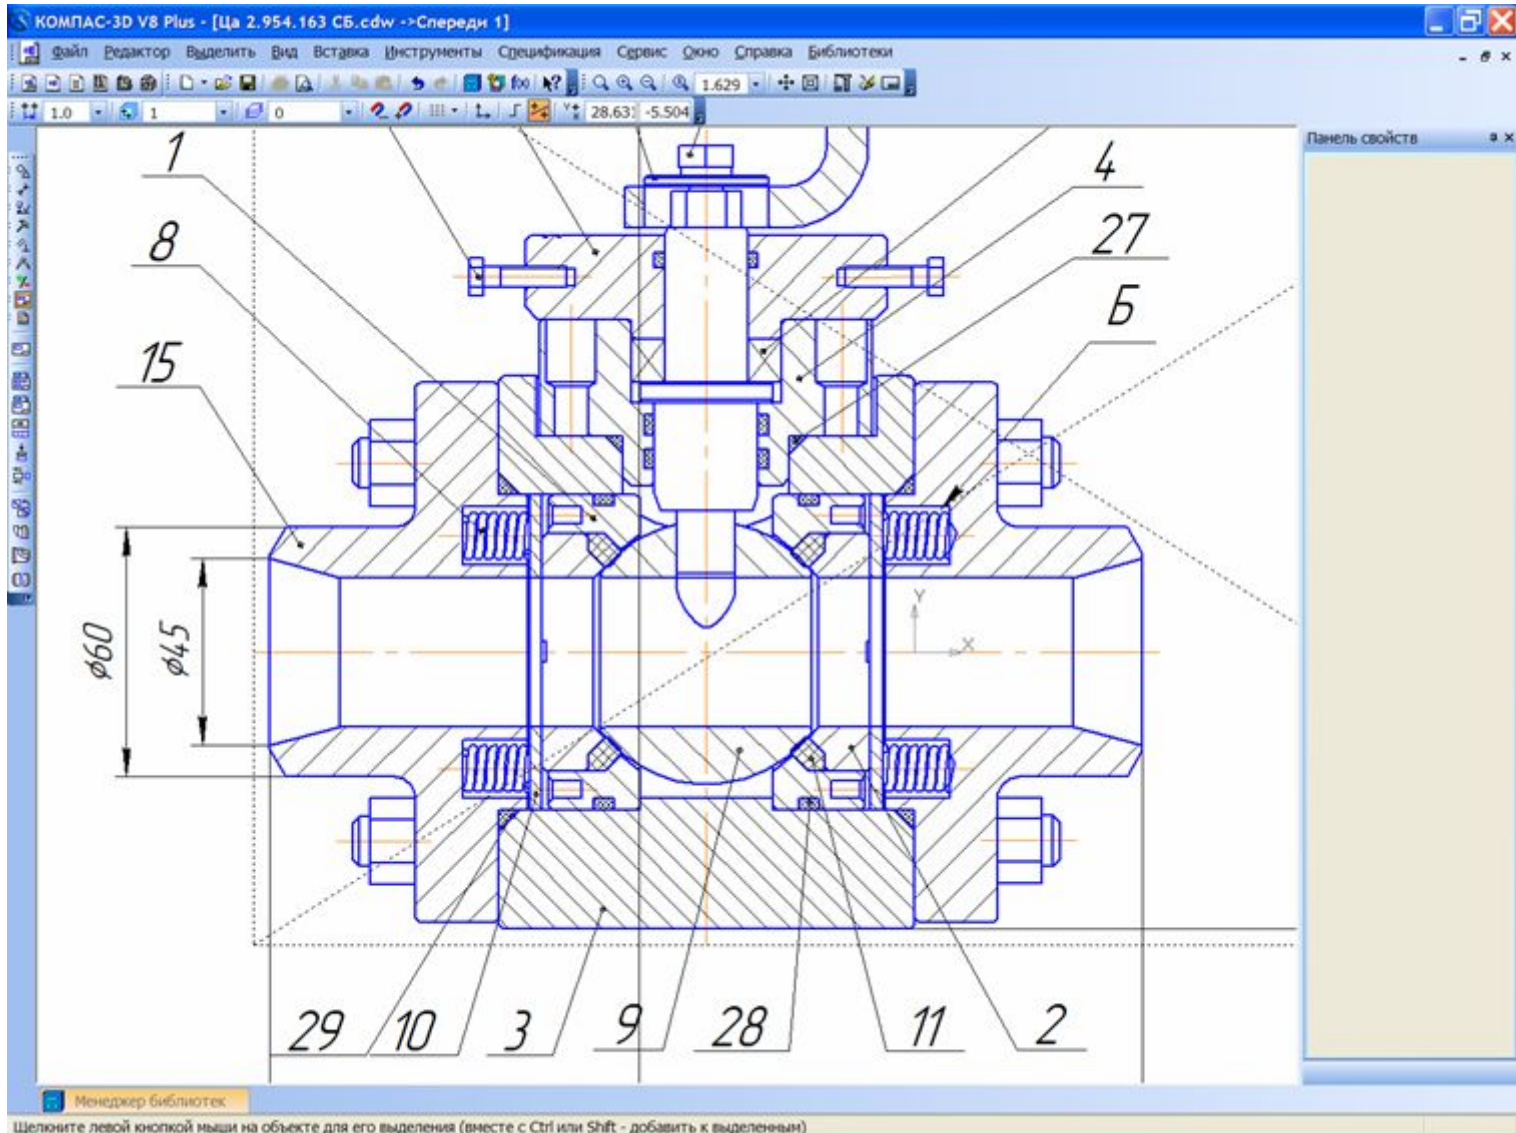 КОМПАС-3D V8 Plus - [Ца 2.954.163 СБ.cdw ->Спереди 1]
Файл Редактор Выделить Вид Вставка Инструменты Спецификация Сервис Окно Справка Библиотеки
1.629
1.0 1 0 28.631 -5.504
Панель свойств
1
4
8
27
Б
15
Y
X
ø60
ø45
29 10 3 9 28 11 2
Менеджер библиотек
Щелкните левой кнопкой мыши на объекте для его выделения (вместе с Ctrl или Shift - добавить к выделенным)